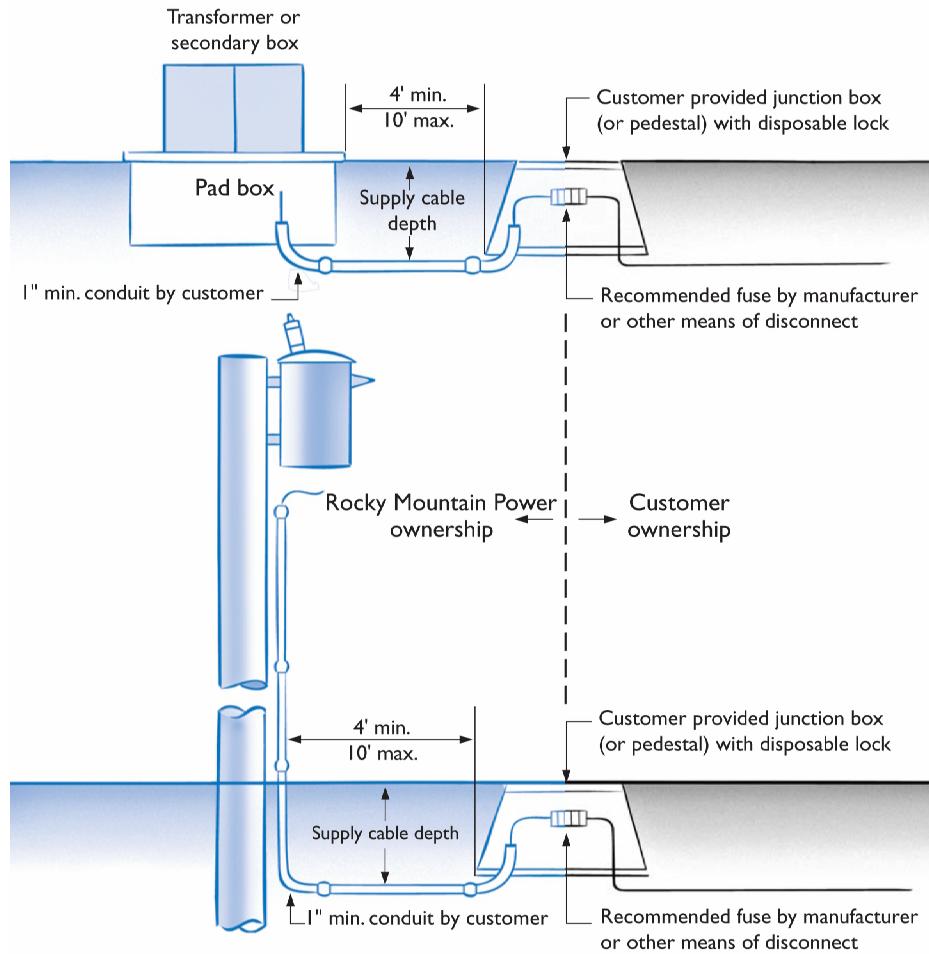 Transformer or
secondary box
4' min.
10' max.
Customer provided junction box
(or pedestal) with disposable lock
Pad box
Supply cable
depth
1" min. conduit by customer
Recommended fuse by manufacturer
or other means of disconnect
Rocky Mountain Power
ownership
Customer
ownership
4' min.
10' max.
Customer provided junction box
(or pedestal) with disposable lock
Supply cable depth
1" min. conduit by customer
Recommended fuse by manufacturer
or other means of disconnect